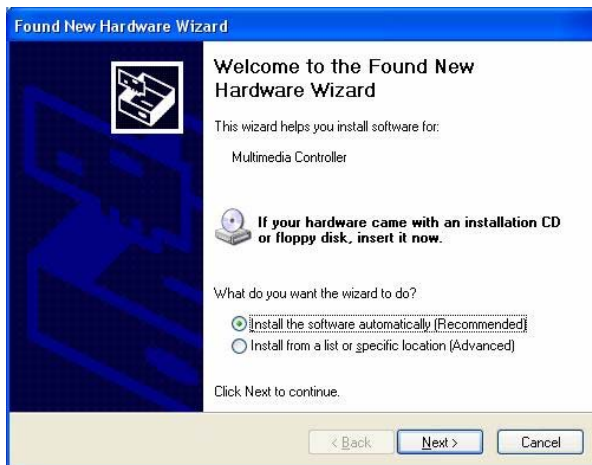 Found New Hardware Wizard
Welcome to the Found New
Hardware Wizard
This wizard helps you install software for:
Multimedia Controller
If your hardware came with an installation CD
or floppy disk, insert it now.
What do you want the wizard to do?
Install the software automatically (Recommended)
Install from a list or specific location (Advanced)
Click Next to continue.
< Back Next > Cancel